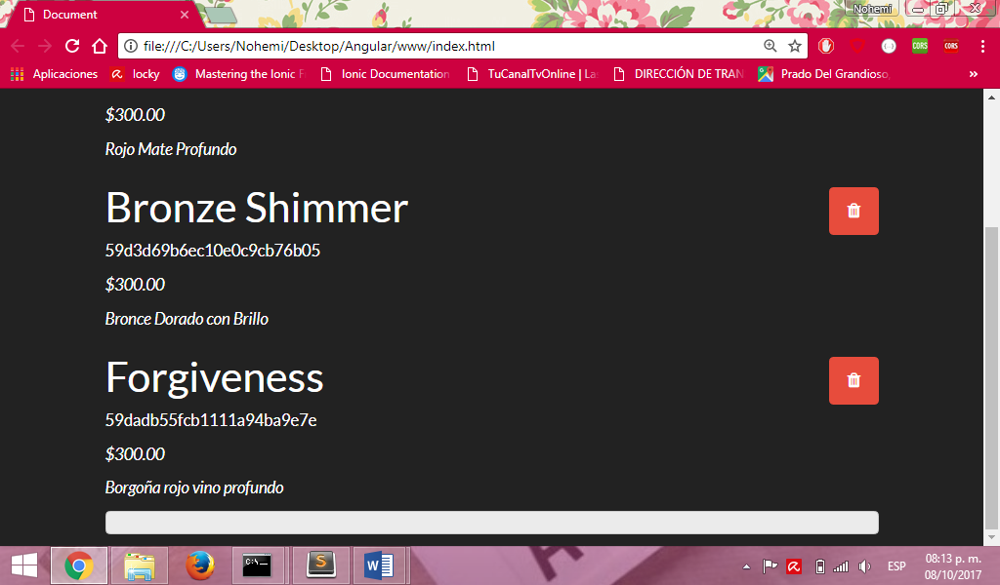 Document
Nohemi
file:///C:/Users/Nohemi/Desktop/Angular/www/index.html
CORS
CORS
Aplicaciones
locky
Mastering the Ionic F
Ionic Documentation
TuCanalTvOnline | La
DIRECCIÓN DE TRAN
Prado Del Grandioso,
»
$300.00
Rojo Mate Profundo
Bronze Shimmer
59d3d69b6ec10e0c9cb76b05
$300.00
Bronce Dorado con Brillo
Forgiveness
59dadb55fcb1111a94ba9e7e
$300.00
Borgoña rojo vino profundo
C:\_
S
W
ESP
08:13 p. m.
08/10/2017